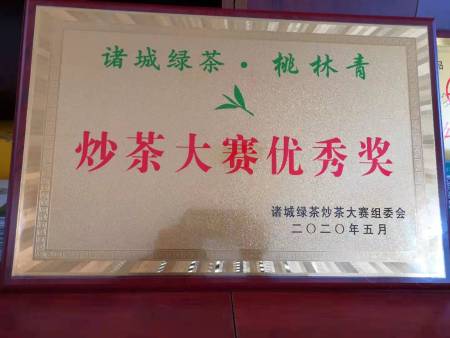 诸城绿茶·桃林青
炒茶大赛优秀奖
诸城绿茶炒茶大赛组委会
二〇二〇年五月